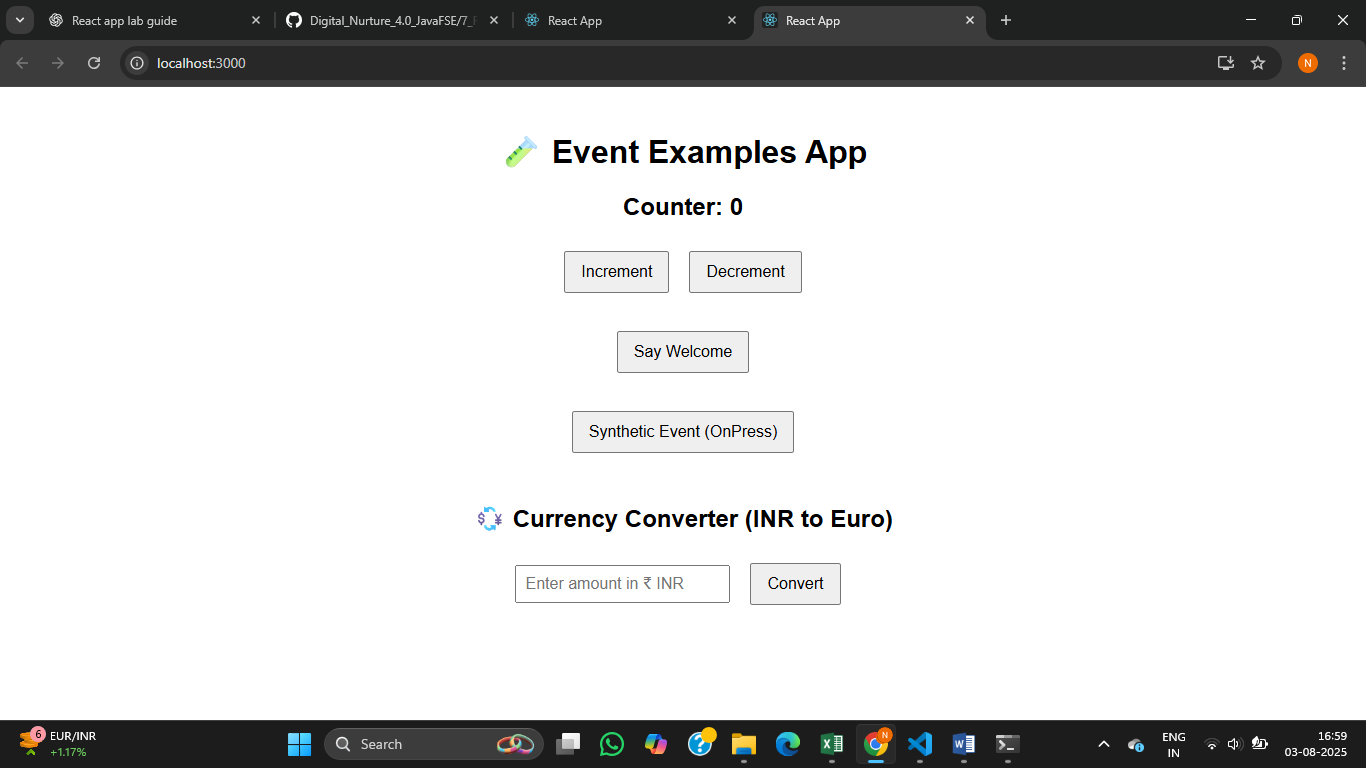 React app lab guide
Digital_Nurture_4.0_JavaFSE/7_
React App
React App
localhost:3000
N
Event Examples App
Counter: 0
Increment
Decrement
Say Welcome
Synthetic Event (OnPress)
Currency Converter (INR to Euro)
Enter amount in ₹ INR
Convert
6
EUR/INR
+1.17%
Search
N
ENG
IN
16:59
03-08-2025